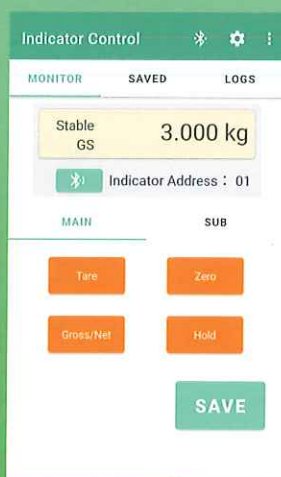 Indicator Control
MONITOR SAVED LOGS
Stable 3.000 kg
GS
Indicator Address : 01
MAIN SUB
Tare Zero
Gross/Net Hold
SAVE